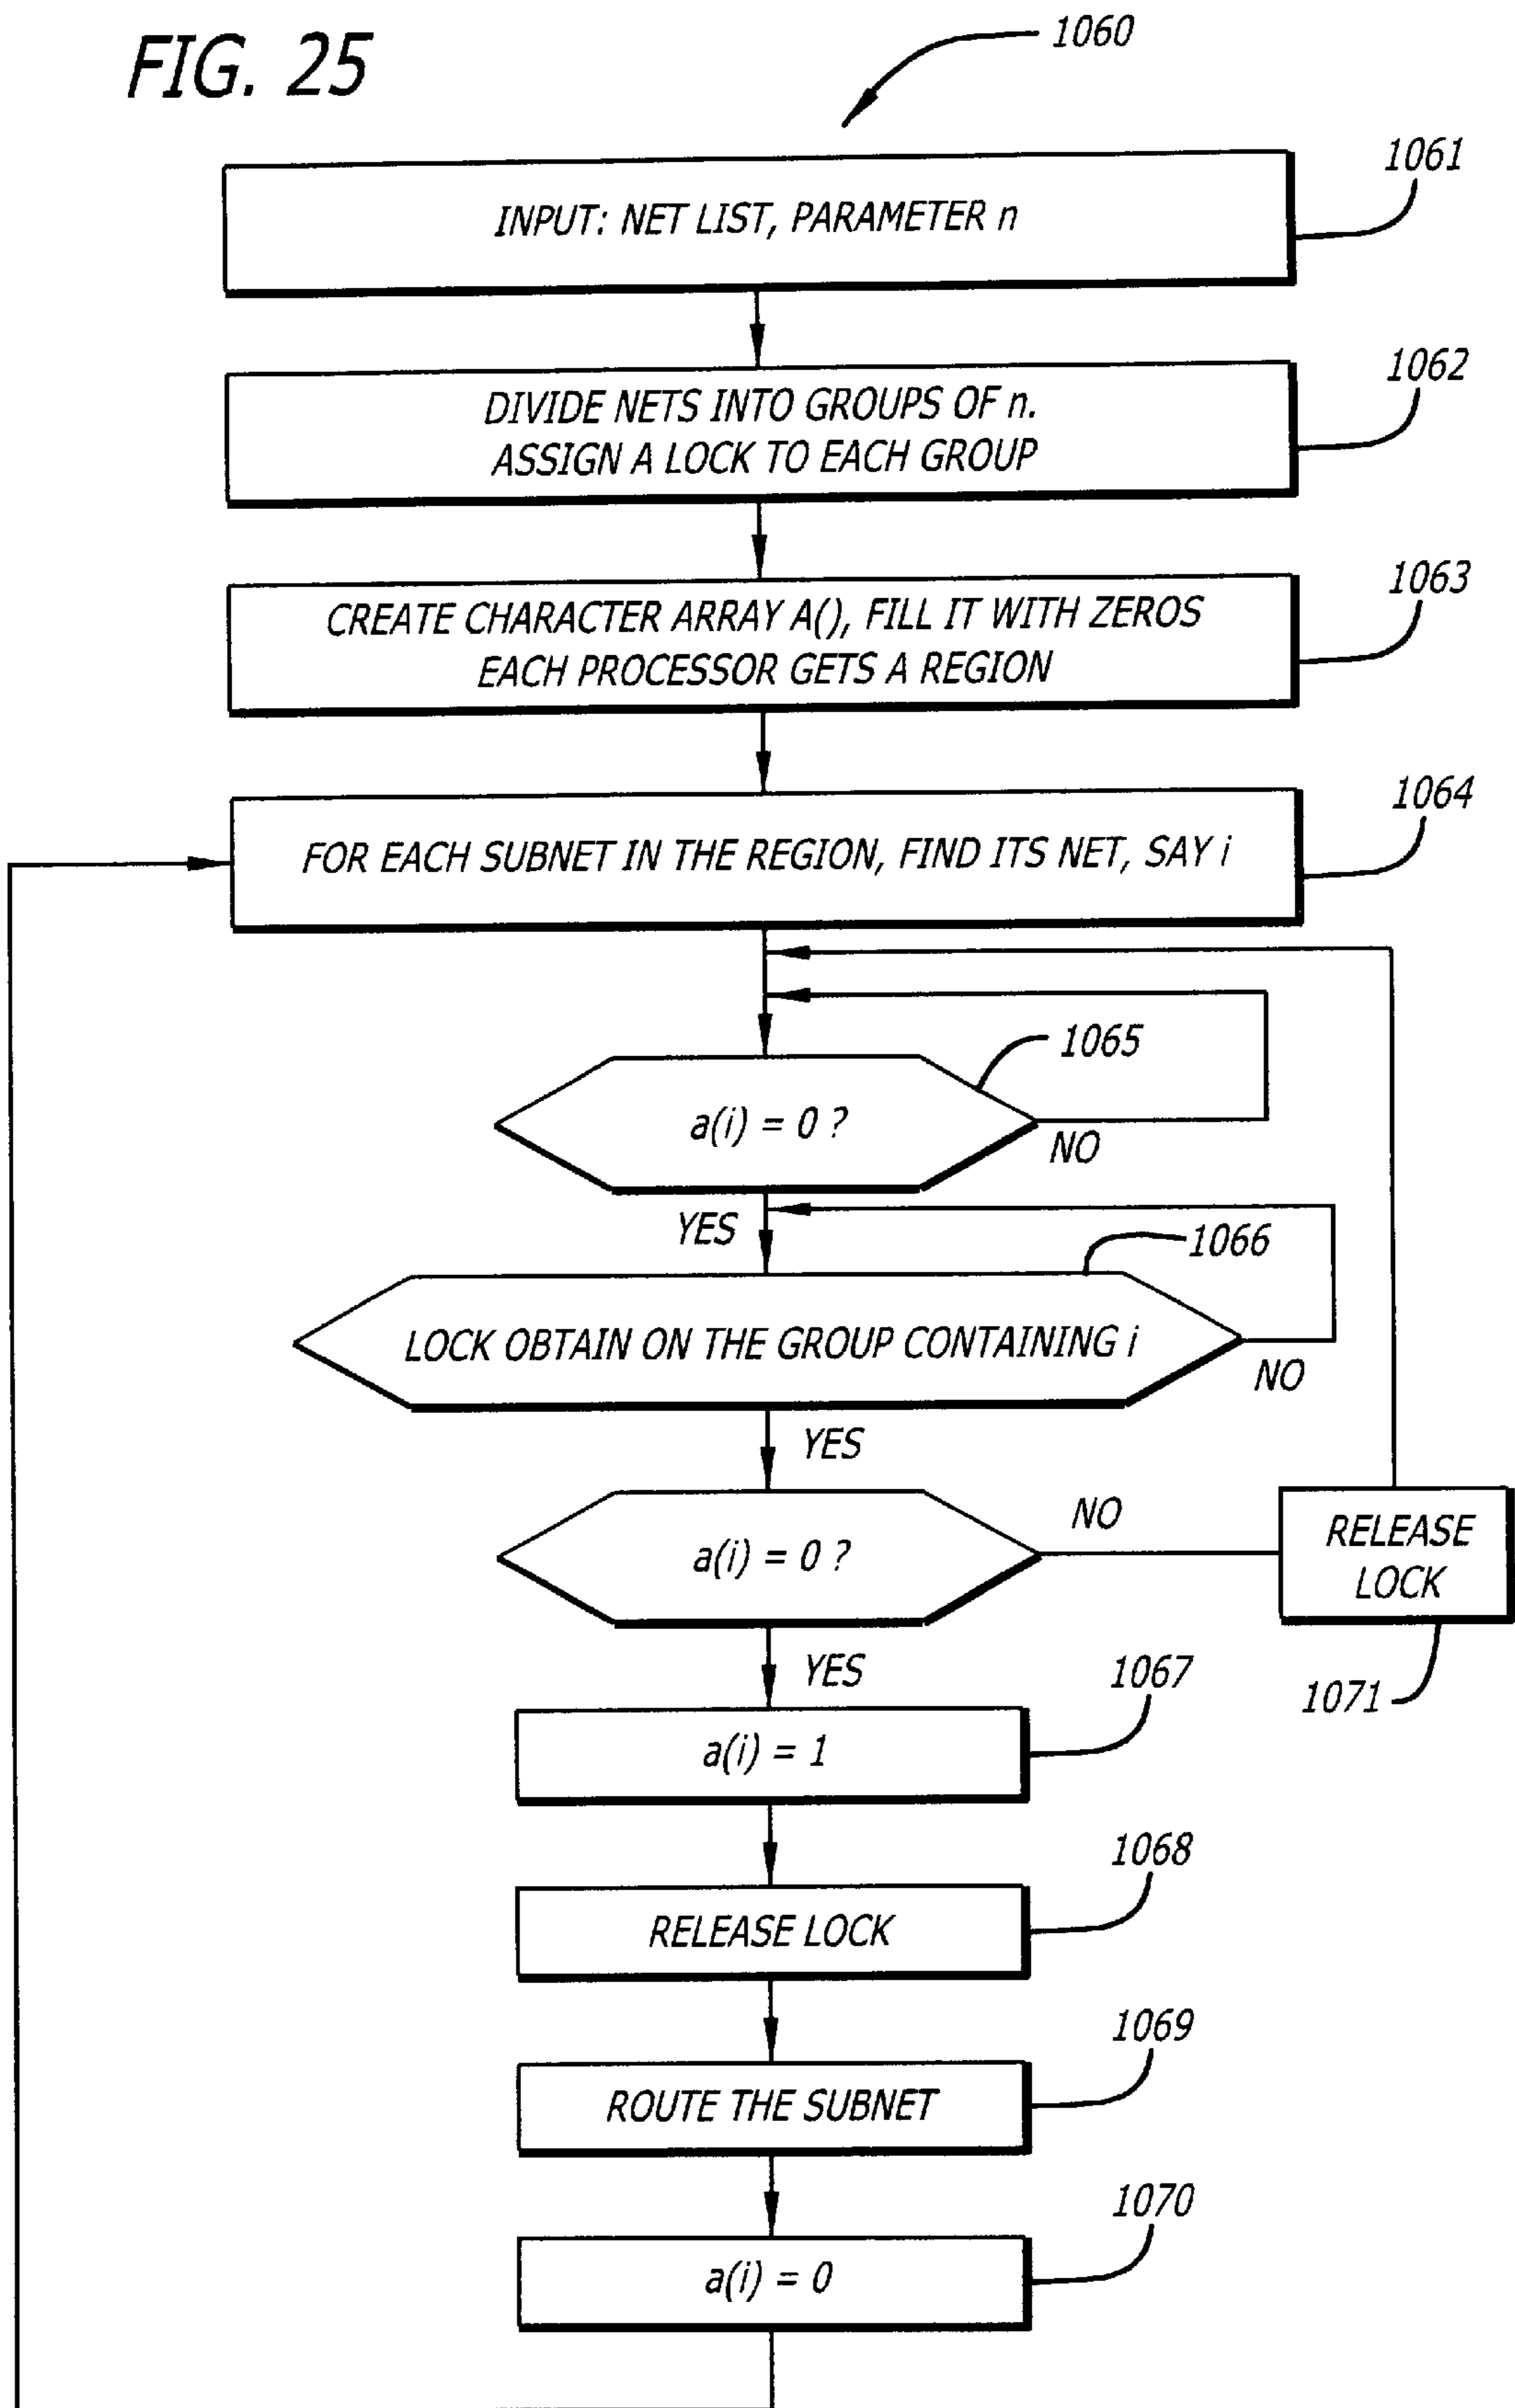 FIG. 25
1060
INPUT: NET LIST, PARAMETER n
1061
DIVIDE NETS INTO GROUPS OF n.
ASSIGN A LOCK TO EACH GROUP
1062
CREATE CHARACTER ARRAY A(), FILL IT WITH ZEROS
EACH PROCESSOR GETS A REGION
1063
FOR EACH SUBNET IN THE REGION, FIND ITS NET, SAY i
1064
1065
a(i) = 0 ?
NO
YES
1066
LOCK OBTAIN ON THE GROUP CONTAINING i
NO
YES
a(i) = 0 ?
NO
RELEASE
LOCK
1071
YES
1067
a(i) = 1
1068
RELEASE LOCK
1069
ROUTE THE SUBNET
1070
a(i) = 0